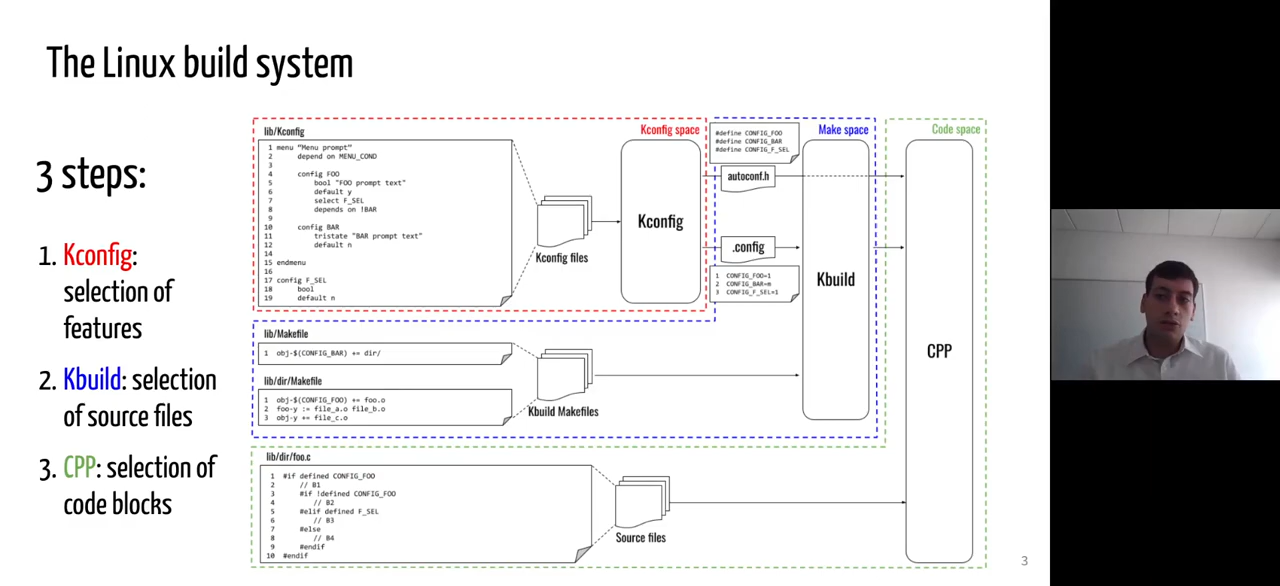 The Linux build system
3 steps:
1. Kconfig:
selection of
features
2. Kbuild: selection
of source files
3. CPP: selection of
code blocks
lib/Kconfig
Kconfig space
1 menu "Menu prompt"
2 depend on MENU_COND
3
4 config FOO
5 bool "FOO prompt text"
6 default y
7 select F_SEL
8 depends on !BAR
9
10 config BAR
11 tristate "BAR prompt text"
12 default n
14
15 endmenu
16
17 config F_SEL
18 bool
19 default n
Kconfig files
Kconfig
#define CONFIG_FOO
#define CONFIG_BAR
#define CONFIG_F_SEL
autoconf.h
.config
1 CONFIG_FOO=1
2 CONFIG_BAR=m
3 CONFIG_F_SEL=1
Make space
Kbuild
Code space
CPP
lib/Makefile
1 obj-$(CONFIG_BAR) += dir/
lib/dir/Makefile
1 obj-$(CONFIG_FOO) += foo.o
2 foo-y := file_a.o file_b.o
3 obj-y += file_c.o
Kbuild Makefiles
lib/dir/foo.c
1 #if defined CONFIG_FOO
2 // B1
3 #if !defined CONFIG_FOO
4 // B2
5 #elif defined F_SEL
6 // B3
7 #else
8 // B4
9 #endif
10 #endif
Source files
3